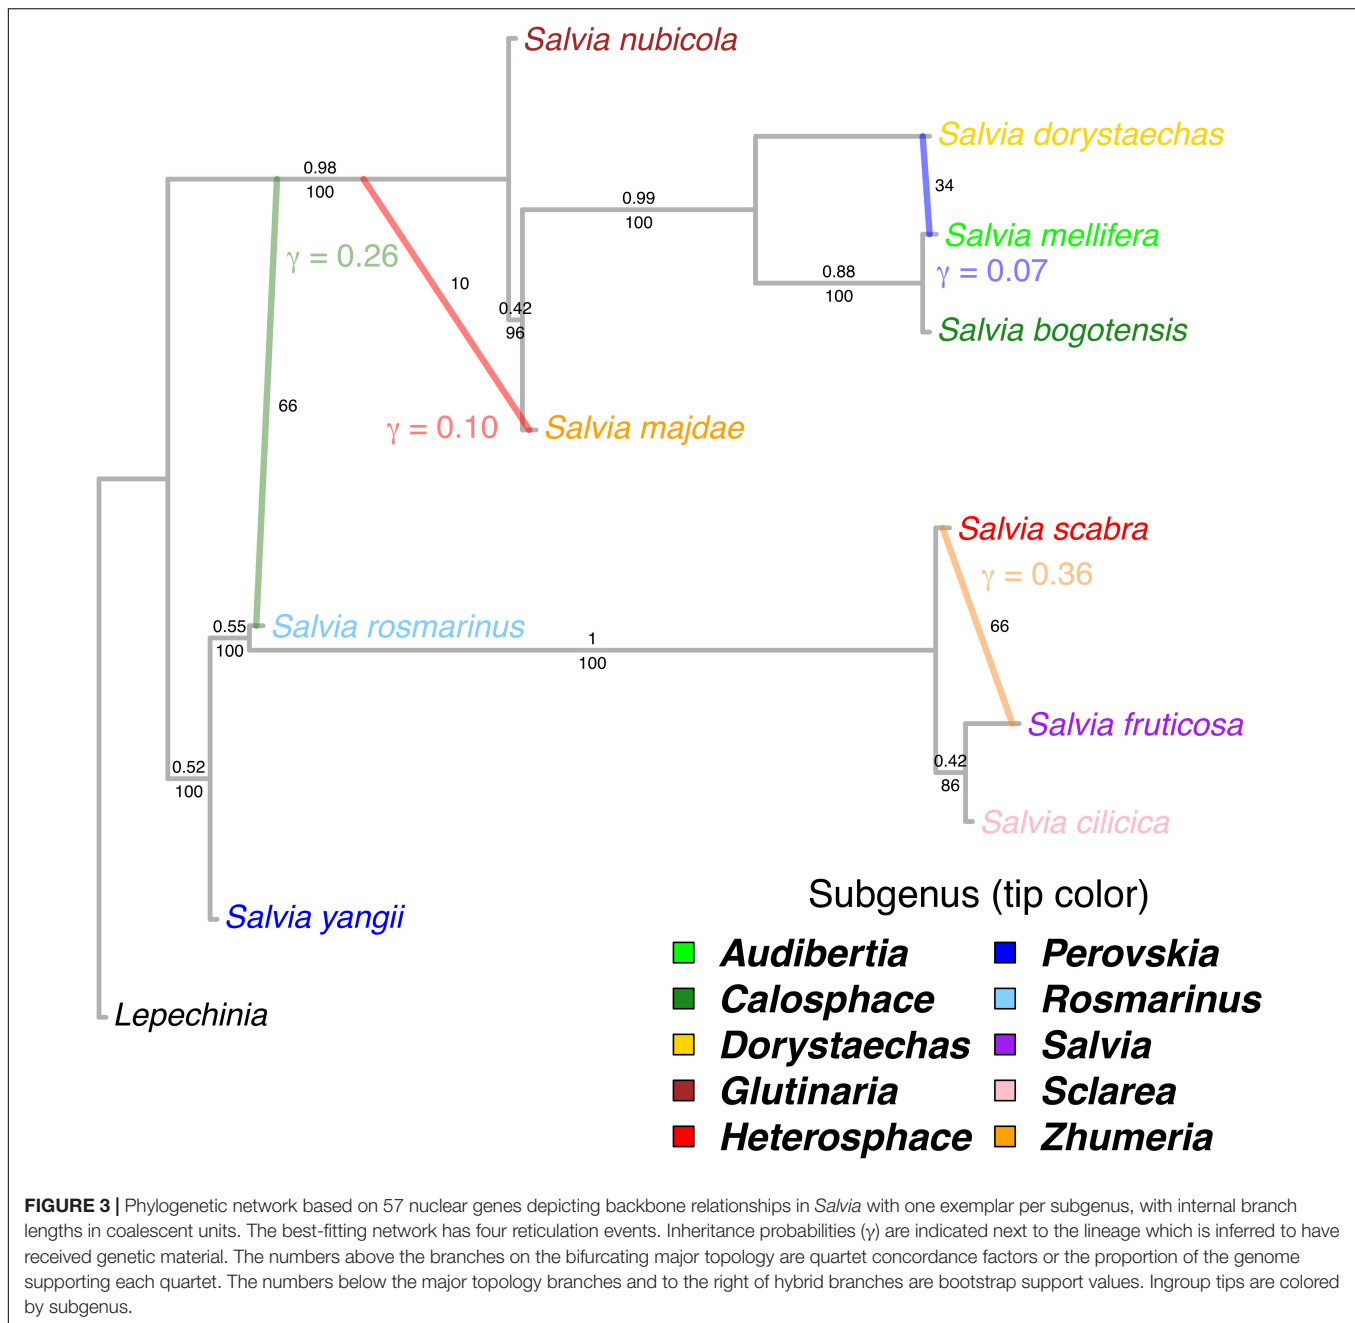 Salvia nubicola
Salvia dorystaechas
0.98
100
34
0.99
100
Salvia mellifera
γ = 0.26
γ = 0.07
0.88
100
10
0.42
96
Salvia bogotensis
66
γ = 0.10
Salvia majdae
Salvia scabra
γ = 0.36
0.55
100
Salvia rosmarinus
1
100
66
Salvia fruticosa
0.52
100
0.42
86
Salvia cilicica
Salvia yangii
Lepechinia
Subgenus (tip color)
Audibertia
Calosphace
Dorystaechas
Glutinaria
Heterosphace
Perovskia
Rosmarinus
Salvia
Sclarea
Zhumeria
FIGURE 3 | Phylogenetic network based on 57 nuclear genes depicting backbone relationships in Salvia with one exemplar per subgenus, with internal branch
lengths in coalescent units. The best-fitting network has four reticulation events. Inheritance probabilities (γ) are indicated next to the lineage which is inferred to have
received genetic material. The numbers above the branches on the bifurcating major topology are quartet concordance factors or the proportion of the genome
supporting each quartet. The numbers below the major topology branches and to the right of hybrid branches are bootstrap support values. Ingroup tips are colored
by subgenus.